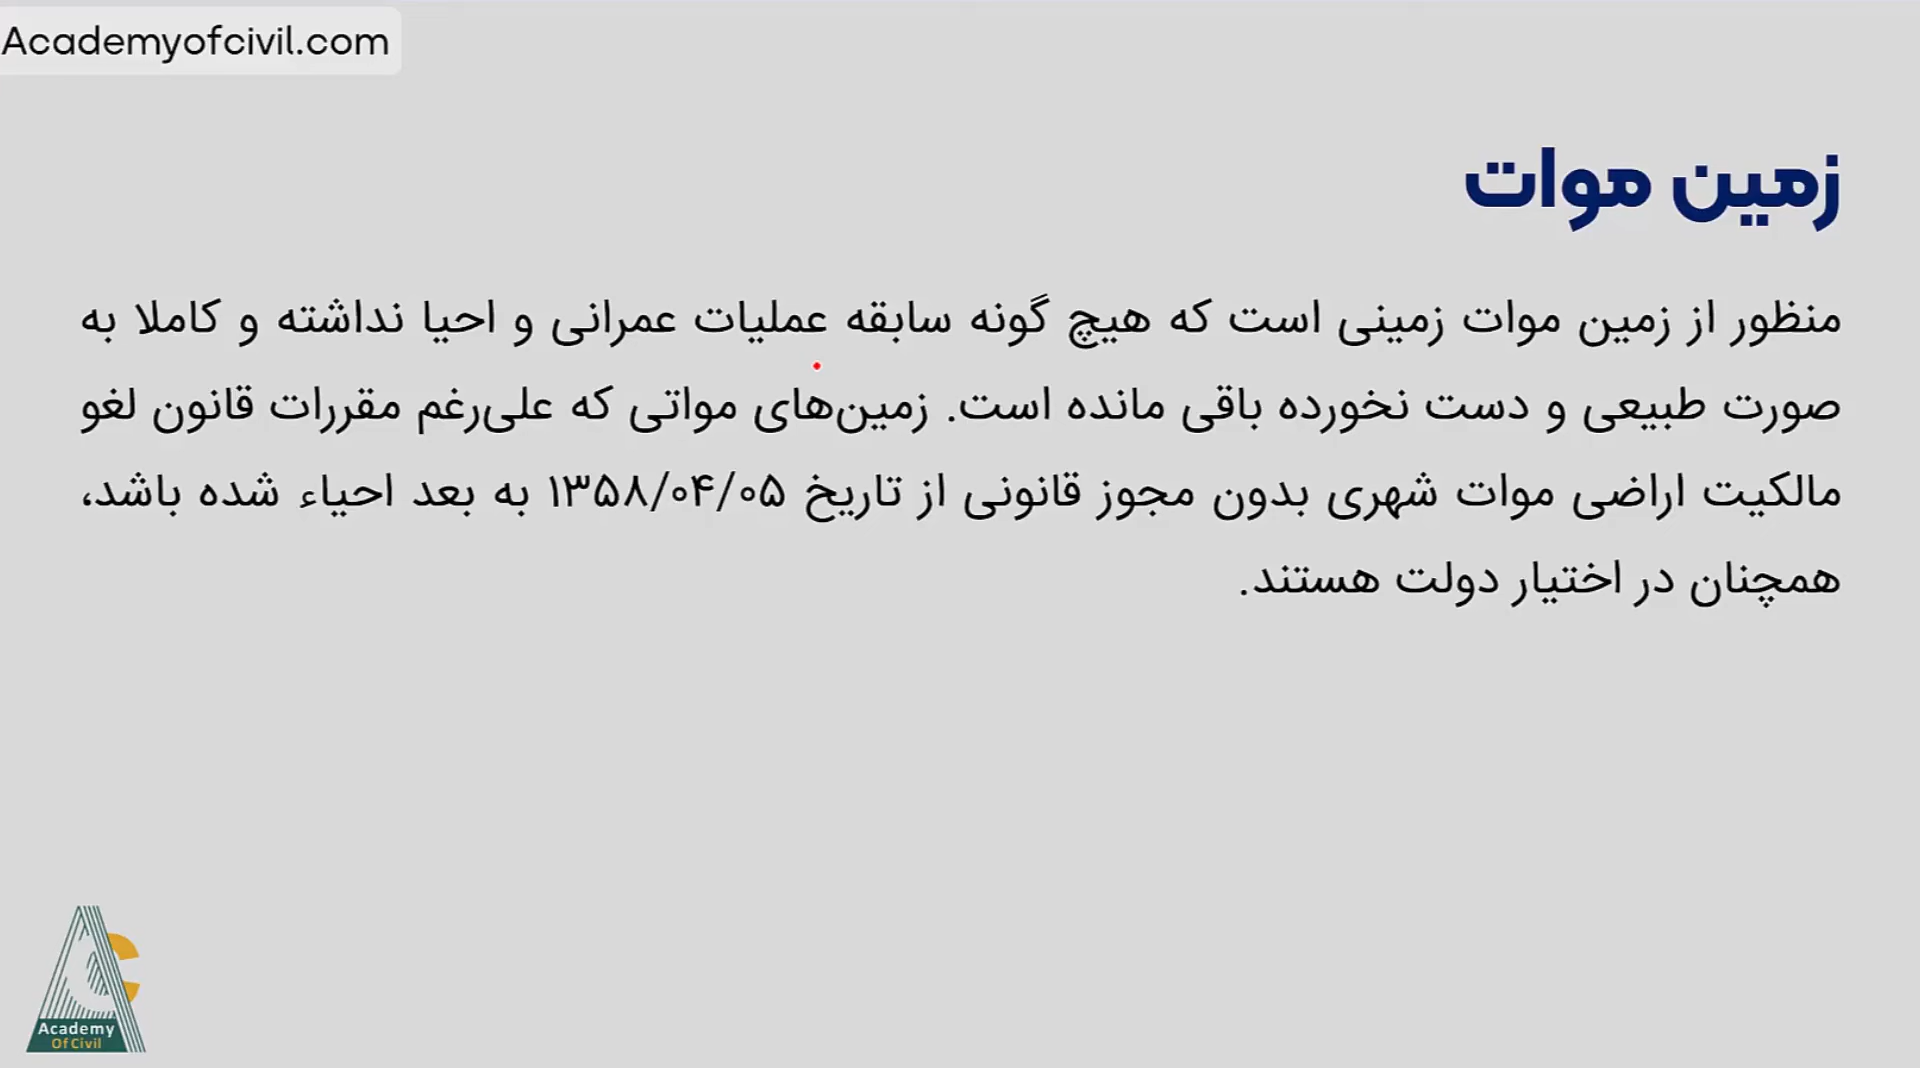 Academyofcivil.com
زمین موات
منظور از زمین موات زمینی است که هیچ گونه سابقه عملیات عمرانی و احیا نداشته و کاملا به
صورت طبیعی و دست نخورده باقی مانده است. زمین‌های مواتی که علی‌رغم مقررات قانون لغو
مالکیت اراضی موات شهری بدون مجوز قانونی از تاریخ ۱۳۵۸/۰۴/۰۵ به بعد احیاء شده باشد،
همچنان در اختیار دولت هستند.
Academy
Of Civil